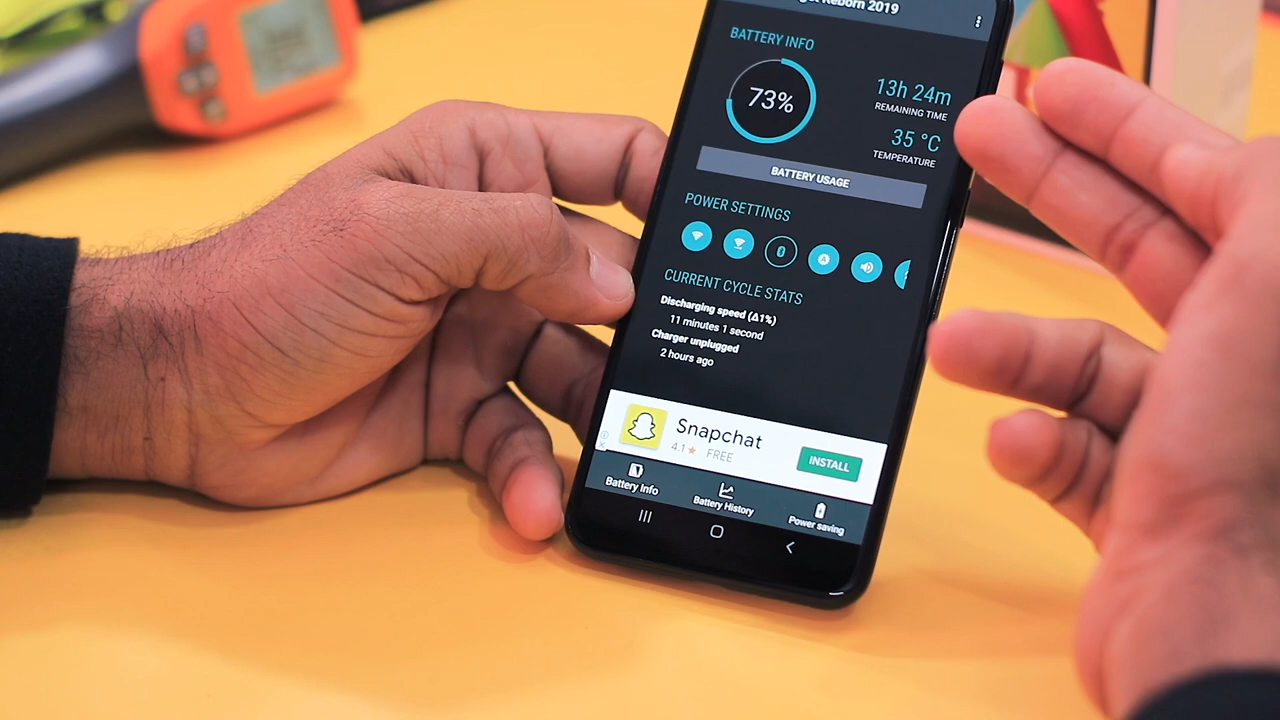 Reborn 2019
BATTERY INFO
73%
13h 24m
REMAINING TIME
35 °C
TEMPERATURE
BATTERY USAGE
POWER SETTINGS
CURRENT CYCLE STATS
Discharging speed (Δ1%)
11 minutes 1 second
Charger unplugged
2 hours ago
Snapchat
4.1★ FREE
INSTALL
Battery Info
Battery History
Power saving